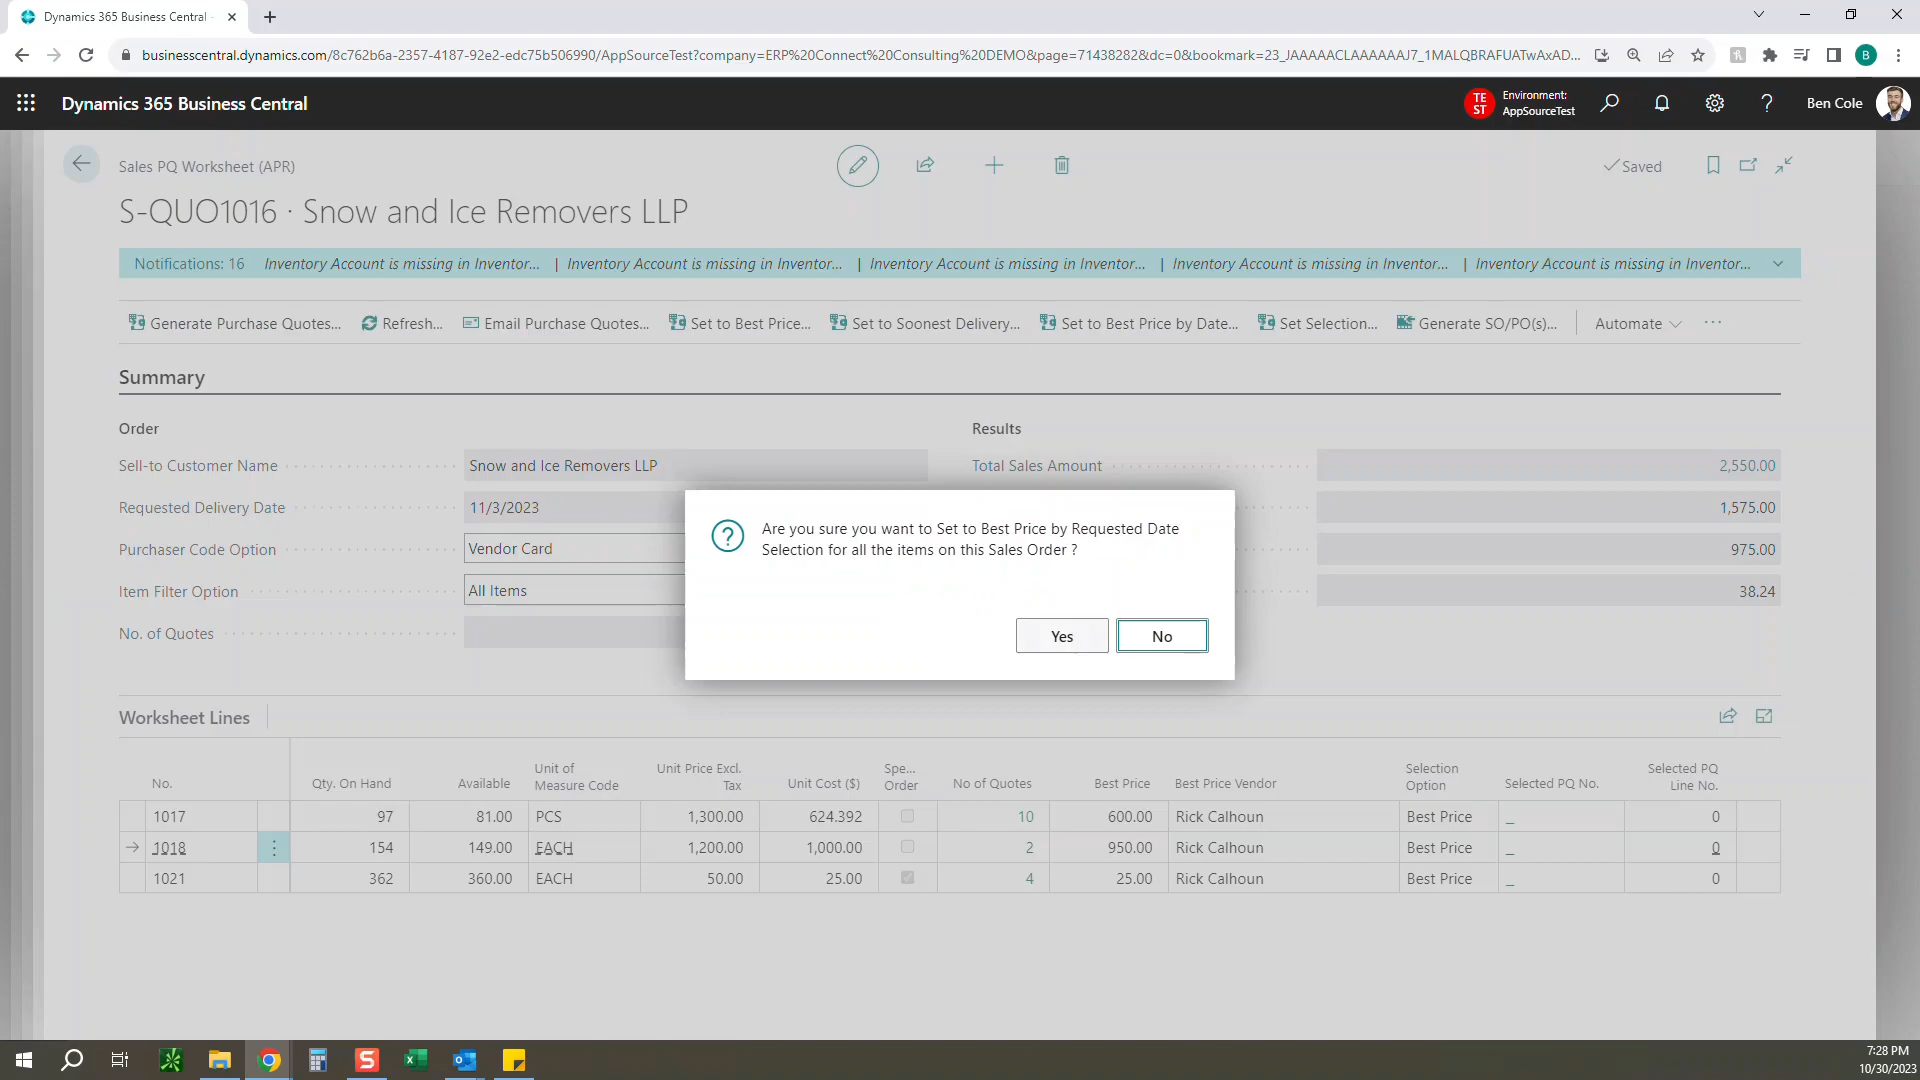 Dynamics 365 Business Central
businesscentral.dynamics.com/8c762b6a-2357-4187-92e2-edc75b506990/AppSourceTest?company=ERP%20Connect%20Consulting%20DEMO&page=71438282&dc=0&bookmark=23_JAAAAACLAAAAAAJ7_1MALQBRAFUATwAxAD...
B
Dynamics 365 Business Central
TE
ST
Environment:
AppSourceTest
Ben Cole
Sales PQ Worksheet (APR)
Saved
S-QUO1016 · Snow and Ice Removers LLP
Notifications: 16 Inventory Account is missing in Inventor... | Inventory Account is missing in Inventor... | Inventory Account is missing in Inventor... | Inventory Account is missing in Inventor... | Inventory Account is missing in Inventor...
Generate Purchase Quotes... Refresh... Email Purchase Quotes... Set to Best Price... Set to Soonest Delivery... Set to Best Price by Date... Set Selection... Generate SO/PO(s)... Automate ...
Summary
Order Results
Sell-to Customer Name Snow and Ice Removers LLP Total Sales Amount 2,550.00
Requested Delivery Date 11/3/2023 1,575.00
Purchaser Code Option Vendor Card 975.00
Item Filter Option All Items 38.24
No. of Quotes
Are you sure you want to Set to Best Price by Requested Date
Selection for all the items on this Sales Order ?
Yes No
Worksheet Lines
No. Qty. On Hand Available Unit of Measure Code Unit Price Excl. Tax Unit Cost ($) Spe... Order No of Quotes Best Price Best Price Vendor Selection Option Selected PQ No. Selected PQ Line No.
1017 97 81.00 PCS 1,300.00 624.392 10 600.00 Rick Calhoun Best Price _ 0
1018 154 149.00 EACH 1,200.00 1,000.00 2 950.00 Rick Calhoun Best Price _ 0
1021 362 360.00 EACH 50.00 25.00 4 25.00 Rick Calhoun Best Price _ 0
7:28 PM
10/30/2023